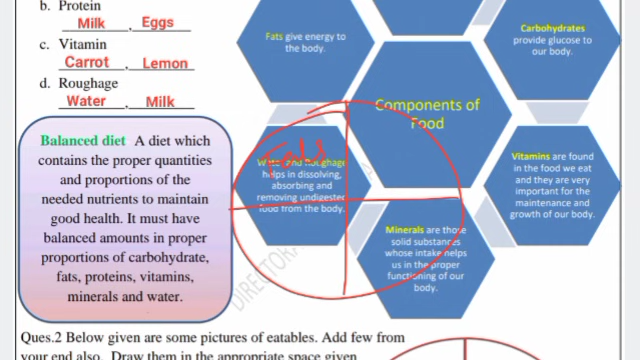 b. Protein
Milk , Eggs
c. Vitamin
Carrot , Lemon
d. Roughage
Water , Milk
Balanced diet A diet which
contains the proper quantities
and proportions of the
needed nutrients to maintain
good health. It must have
balanced amounts in proper
proportions of carbohydrate,
fats, proteins, vitamins,
minerals and water.
Fats give energy to
the body.
Carbohydrates
provide glucose to
our body.
Components of
Food
Fats
Water and Roughage
helps in dissolving,
absorbing and
removing undigested
food from the body.
Vitamins are found
in the food we eat
and they are very
important for the
maintenance and
growth of our body.
Minerals are those
solid substances
whose intake helps
us in the proper
functioning of our
body.
Ques.2 Below given are some pictures of eatables. Add few from
your end also. Draw them in the appropriate space given